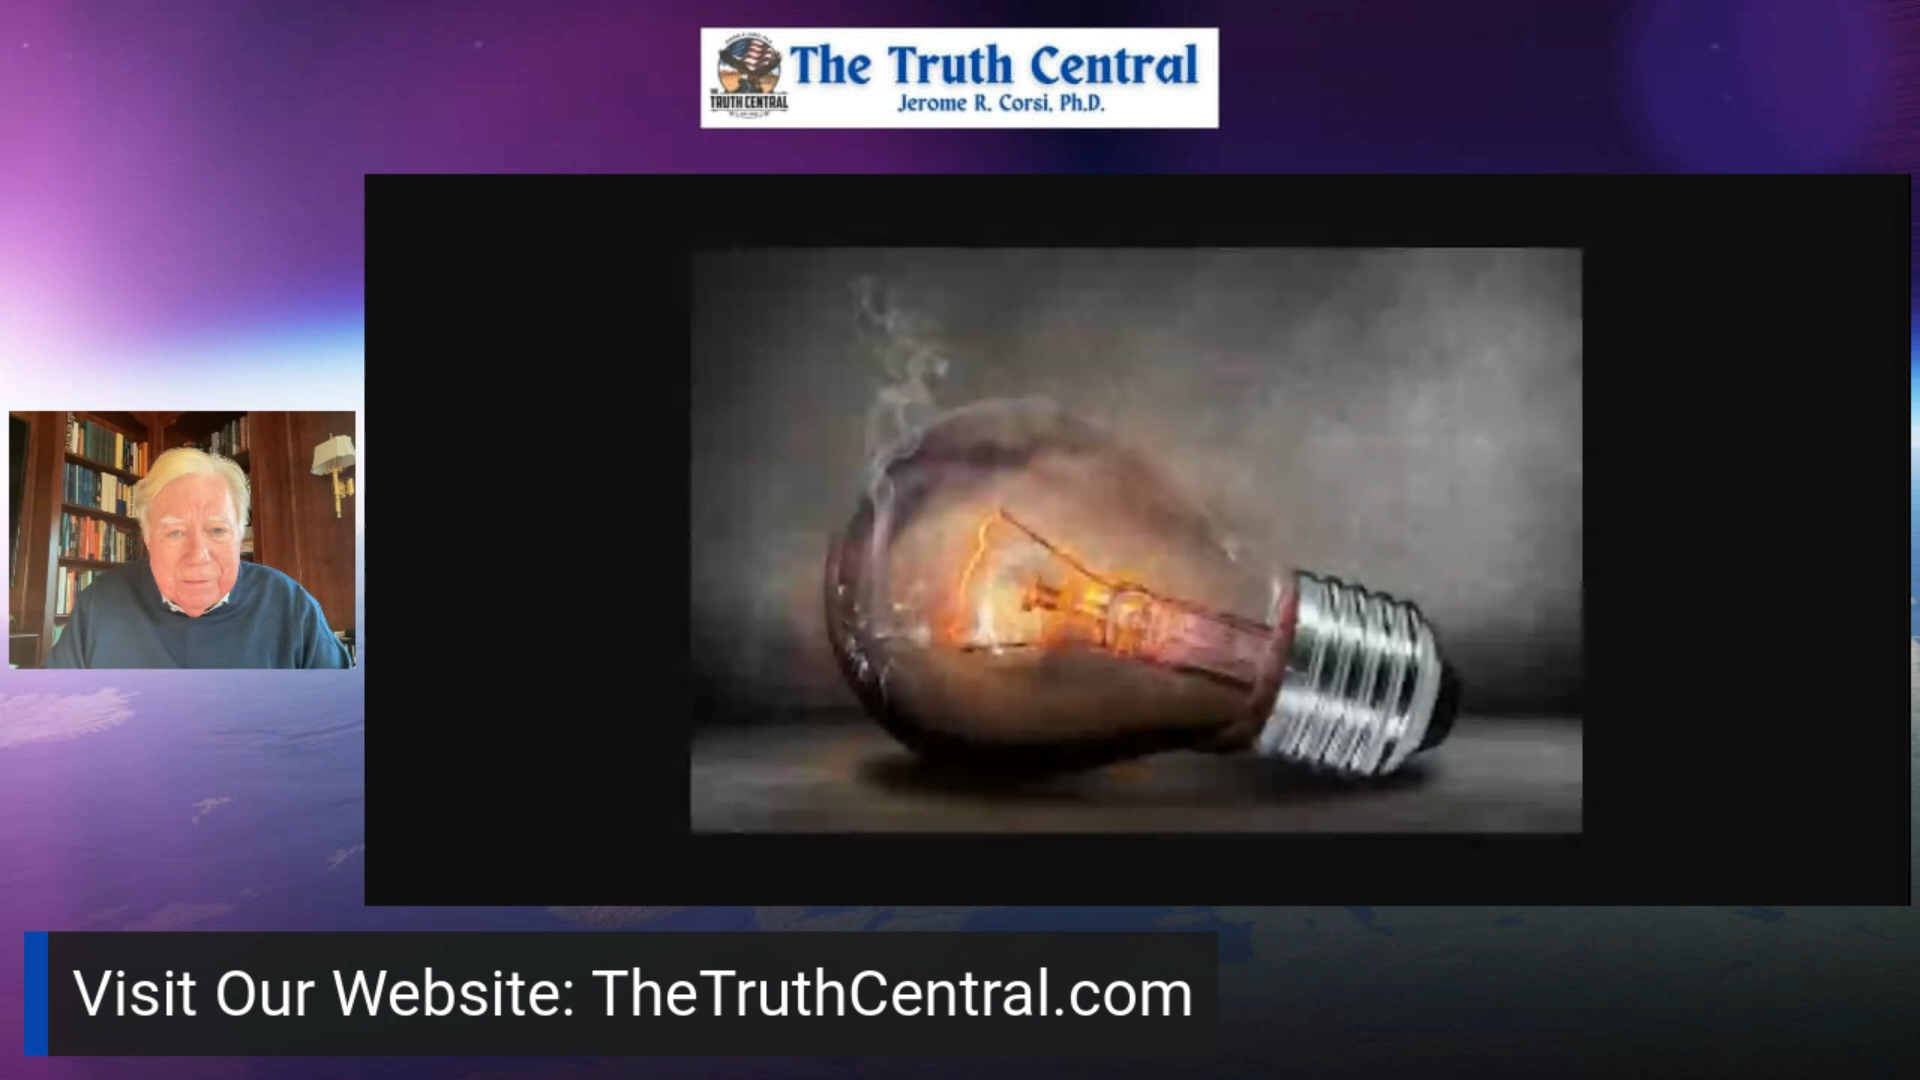 The Truth Central
Jerome R. Corsi, Ph.D.
TRUTH CENTRAL
Visit Our Website: TheTruthCentral.com